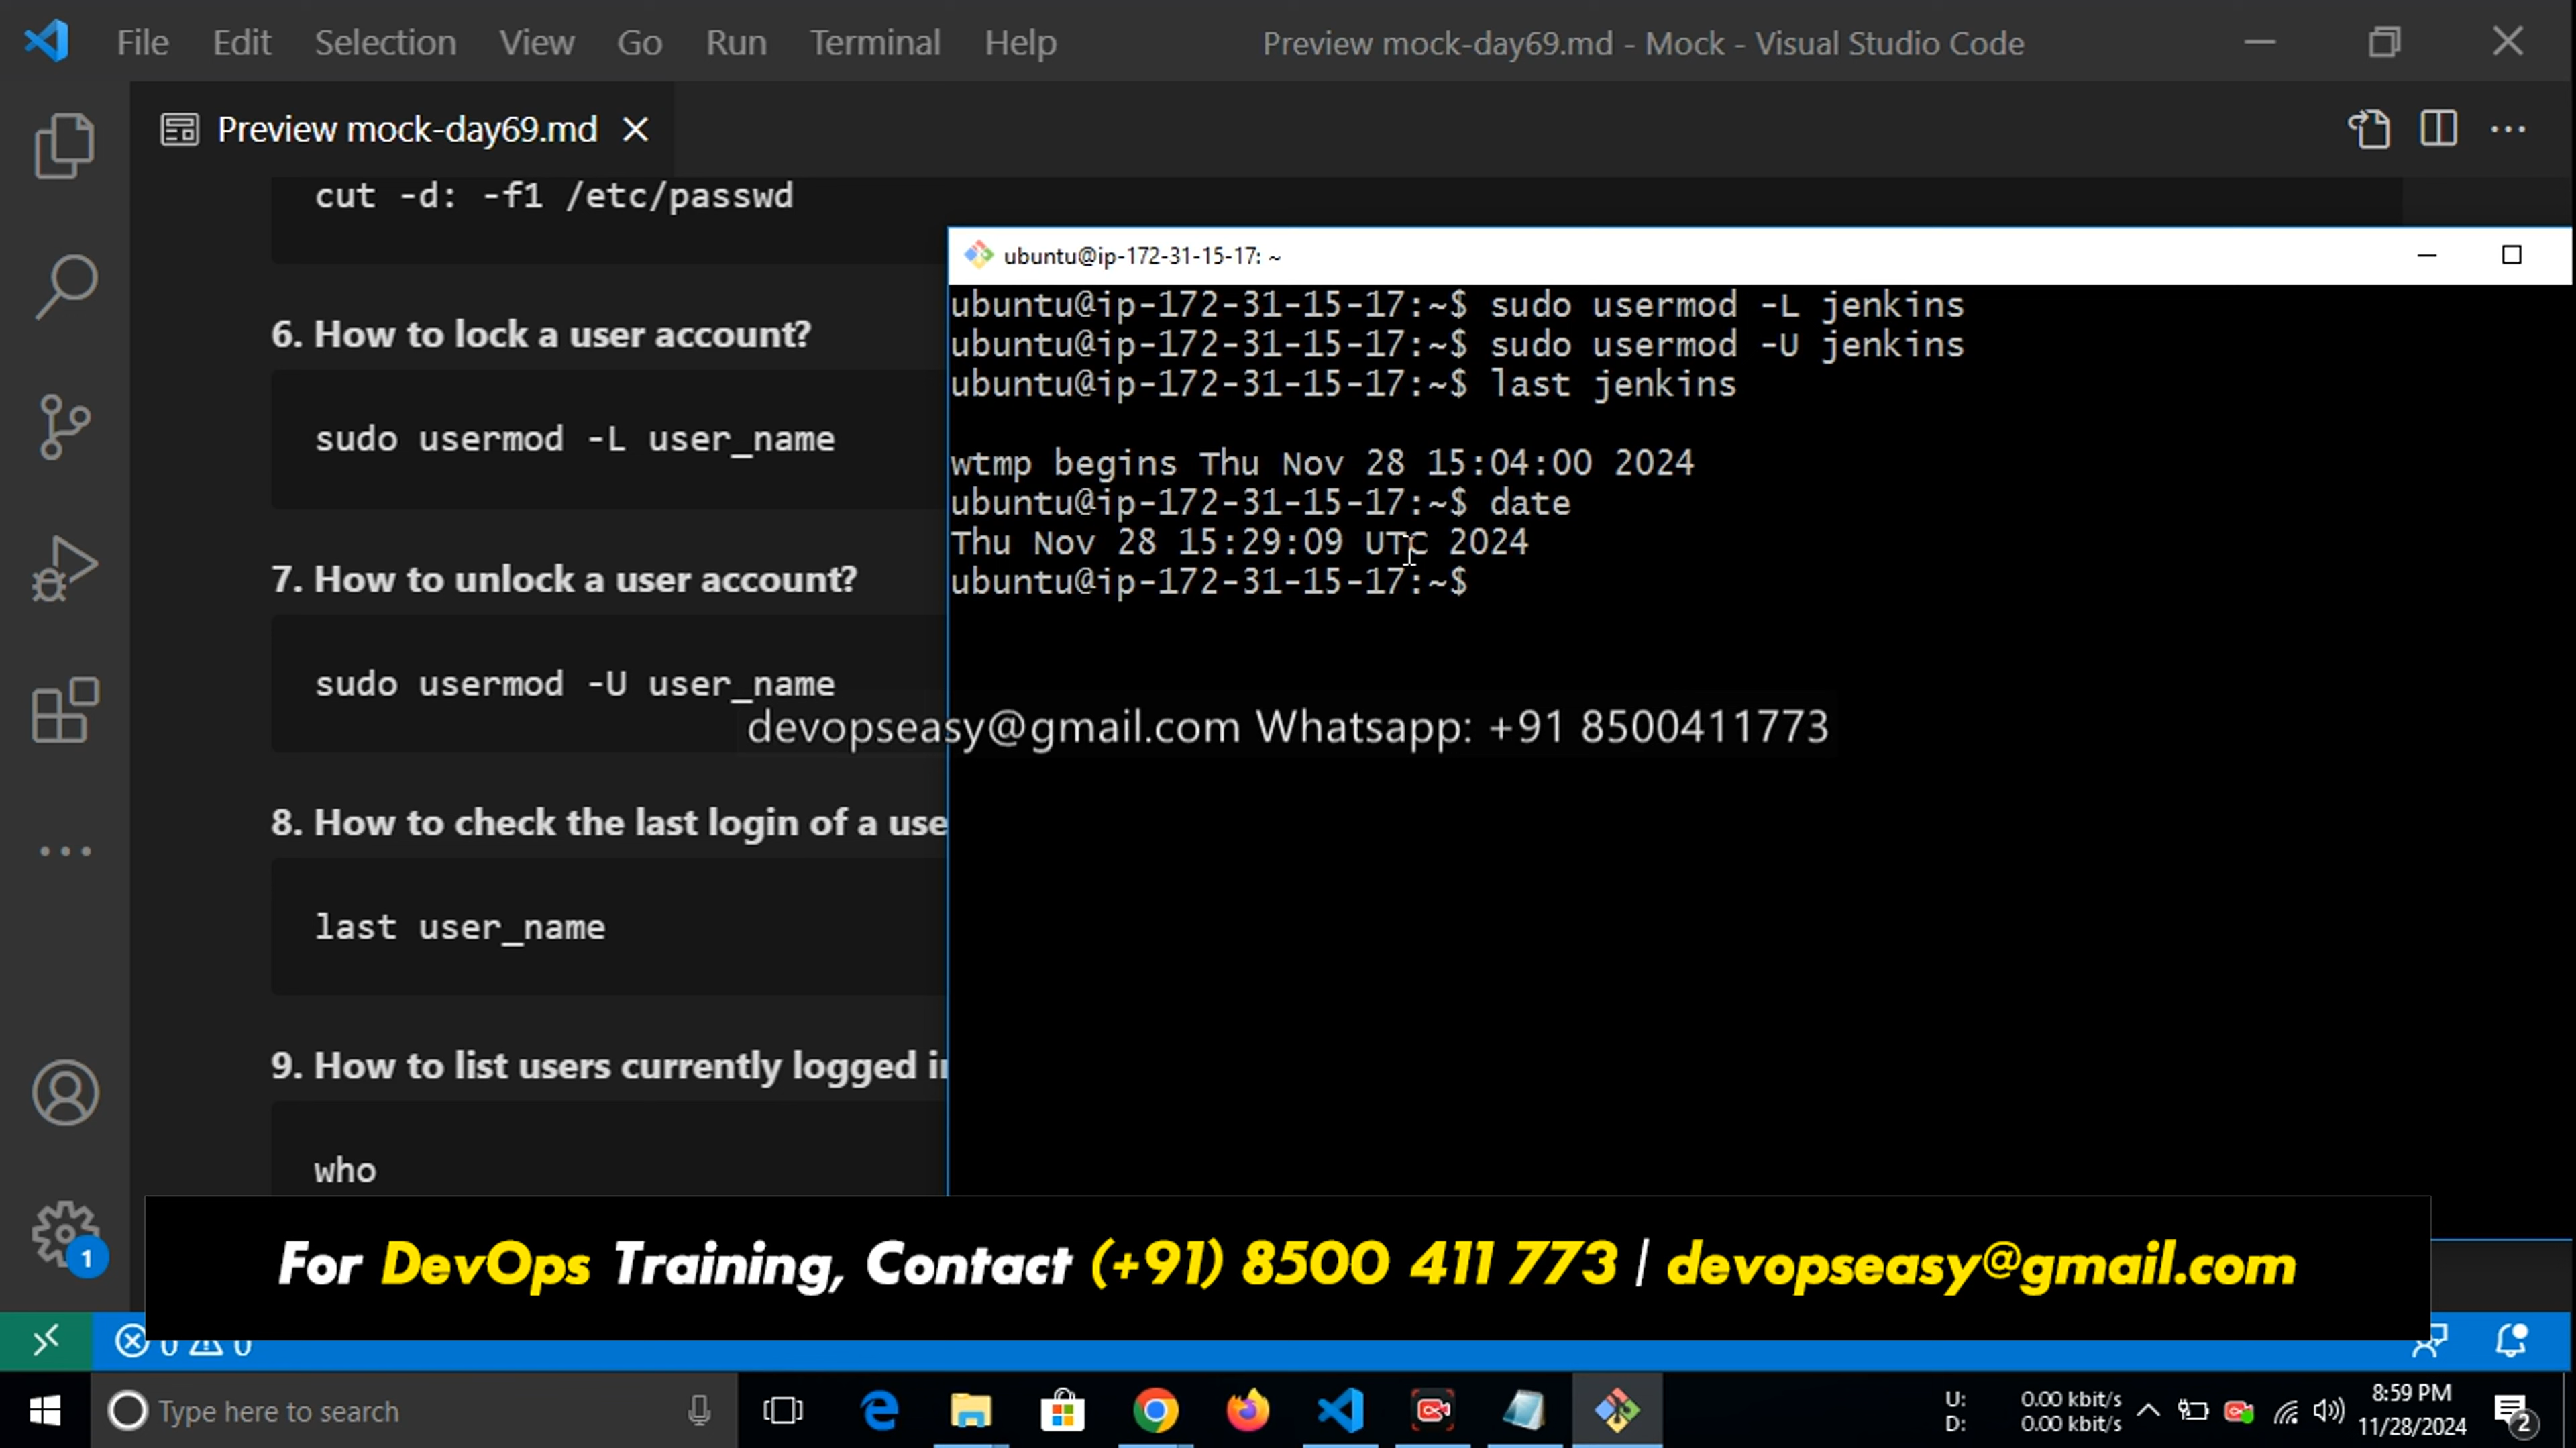 File Edit Selection View Go Run Terminal Help Preview mock-day69.md - Mock - Visual Studio Code
Preview mock-day69.md
cut -d: -f1 /etc/passwd
6. How to lock a user account?
sudo usermod -L user_name
7. How to unlock a user account?
sudo usermod -U user_name
8. How to check the last login of a use
last user_name
9. How to list users currently logged in
who
ubuntu@ip-172-31-15-17: ~
ubuntu@ip-172-31-15-17:~$ sudo usermod -L jenkins
ubuntu@ip-172-31-15-17:~$ sudo usermod -U jenkins
ubuntu@ip-172-31-15-17:~$ last jenkins
wtmp begins Thu Nov 28 15:04:00 2024
ubuntu@ip-172-31-15-17:~$ date
Thu Nov 28 15:29:09 UTC 2024
ubuntu@ip-172-31-15-17:~$
devopseasy@gmail.com Whatsapp: +91 8500411773
For DevOps Training, Contact (+91) 8500 411 773 | devopseasy@gmail.com
1
0 0
Type here to search
U: 0.00 kbit/s
D: 0.00 kbit/s
8:59 PM
11/28/2024
2